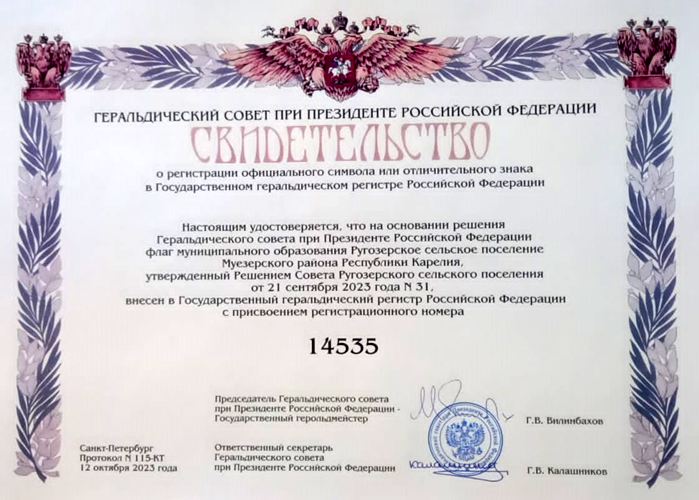 ГЕРАЛЬДИЧЕСКИЙ СОВЕТ ПРИ ПРЕЗИДЕНТЕ РОССИЙСКОЙ ФЕДЕРАЦИИ
СВИДЕТЕЛЬСТВО
о регистрации официального символа или отличительного знака
в Государственном геральдическом регистре Российской Федерации
Настоящим удостоверяется, что на основании решения
Геральдического совета при Президенте Российской Федерации
флаг муниципального образования Ругозерское сельское поселение
Муезерского района Республики Карелия,
утвержденный Решением Совета Ругозерского сельского поселения
от 21 сентября 2023 года N 31,
внесен в Государственный геральдический регистр Российской Федерации
с присвоением регистрационного номера
14535
Председатель Геральдического совета
при Президенте Российской Федерации -
Государственный герольдмейстер
Г.В. Вилинбахов
Санкт-Петербург
Протокол N 115-КТ
12 октября 2023 года
Ответственный секретарь
Геральдического совета
при Президенте Российской Федерации
Г.В. Калашников